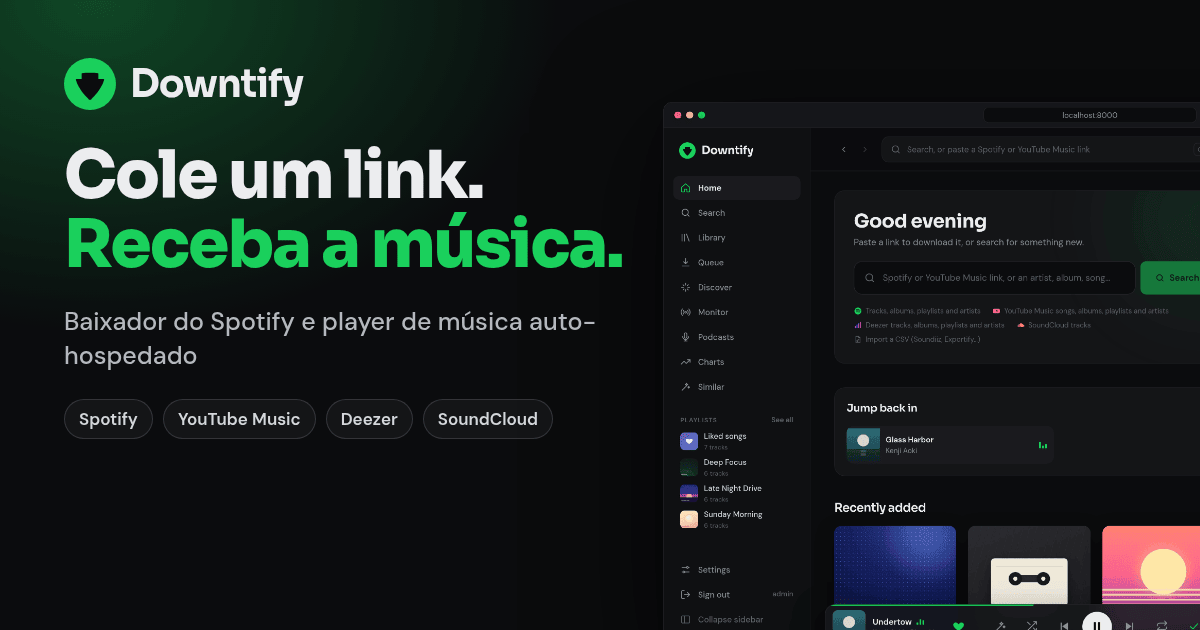 Downtify
Cole um link.
Receba a música.
Baixador do Spotify e player de música auto-
hospedado
Spotify
YouTube Music
Deezer
SoundCloud
localhost:8000
Downtify
Search, or paste a Spotify or YouTube Music link
Home
Search
Library
Queue
Discover
Monitor
Podcasts
Charts
Similar
PLAYLISTS
See all
Liked songs
7 tracks
Deep Focus
6 tracks
Late Night Drive
6 tracks
Sunday Morning
6 tracks
Settings
Sign out
admin
Collapse sidebar
Good evening
Paste a link to download it, or search for something new.
Spotify or YouTube Music link, or an artist, album, song...
Search
Tracks, albums, playlists and artists
YouTube Music songs, albums, playlists and artists
Deezer tracks, albums, playlists and artists
SoundCloud tracks
Import a CSV (Soundiiz, Exportify…)
Jump back in
Glass Harbor
Kenji Aoki
Recently added
Undertow